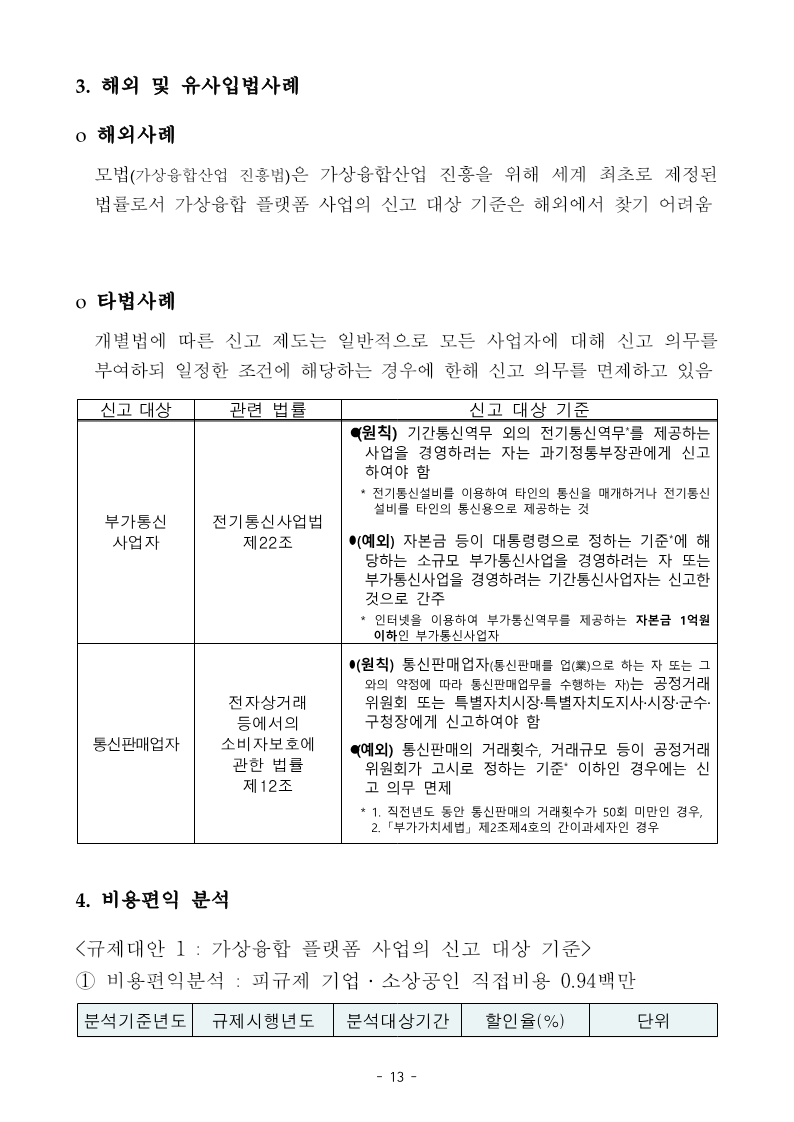 3. 해외 및 유사입법사례
o 해외사례
모법(가상융합산업 진흥법)은 가상융합산업 진흥을 위해 세계 최초로 제정된
법률로서 가상융합 플랫폼 사업의 신고 대상 기준은 해외에서 찾기 어려움
o 타법사례
개별법에 따른 신고 제도는 일반적으로 모든 사업자에 대해 신고 의무를
부여하되 일정한 조건에 해당하는 경우에 한해 신고 의무를 면제하고 있음
신고 대상 관련 법률 신고 대상 기준
부가통신
사업자
전기통신사업법
제22조
●(원칙) 기간통신역무 외의 전기통신역무*를 제공하는
사업을 경영하려는 자는 과기정통부장관에게 신고
하여야 함
* 전기통신설비를 이용하여 타인의 통신을 매개하거나 전기통신
설비를 타인의 통신용으로 제공하는 것
●(예외) 자본금 등이 대통령령으로 정하는 기준*에 해
당하는 소규모 부가통신사업을 경영하려는 자 또는
부가통신사업을 경영하려는 기간통신사업자는 신고한
것으로 간주
* 인터넷을 이용하여 부가통신역무를 제공하는 자본금 1억원
이하인 부가통신사업자
통신판매업자
전자상거래
등에서의
소비자보호에
관한 법률
제12조
●(원칙) 통신판매업자(통신판매를 업(業)으로 하는 자 또는 그
와의 약정에 따라 통신판매업무를 수행하는 자)는 공정거래
위원회 또는 특별자치시장·특별자치도지사·시장·군수·
구청장에게 신고하여야 함
●(예외) 통신판매의 거래횟수, 거래규모 등이 공정거래
위원회가 고시로 정하는 기준* 이하인 경우에는 신
고 의무 면제
* 1. 직전년도 동안 통신판매의 거래횟수가 50회 미만인 경우,
2.「부가가치세법」제2조제4호의 간이과세자인 경우
4. 비용편익 분석
<규제대안 1 : 가상융합 플랫폼 사업의 신고 대상 기준>
① 비용편익분석 : 피규제 기업·소상공인 직접비용 0.94백만
분석기준년도 규제시행년도 분석대상기간 할인율(%) 단위
- 13 -